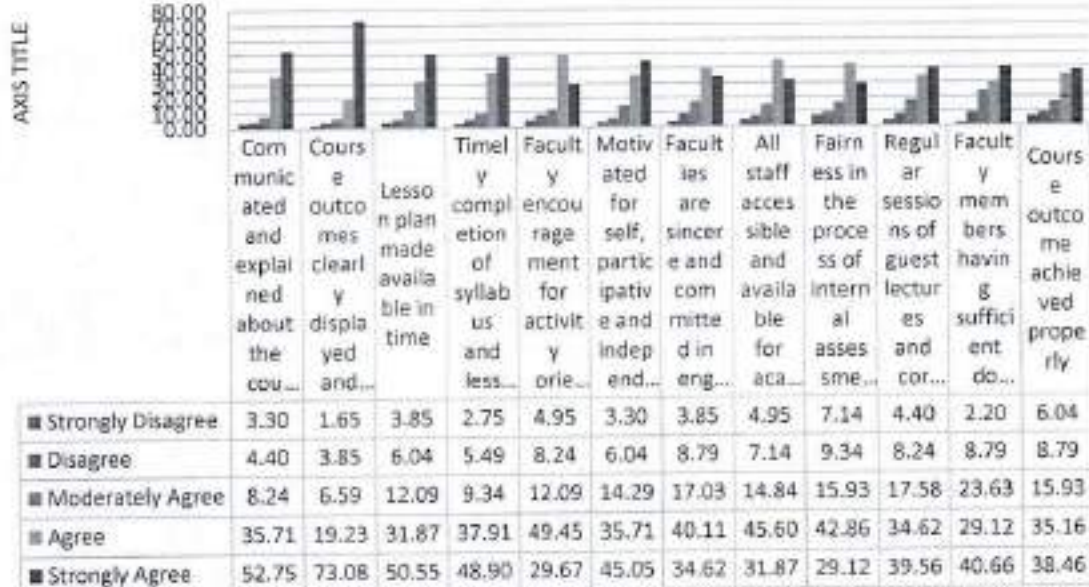 AXIS TITLE
80.00
70.00
60.00
50.00
40.00
30.00
20.00
10.00
0.00
Com
munic
ated
and
explai
ned
about
the
cou...
Cours
e
outco
mes
clearl
y
displa
yed
and...
Lesso
n plan
made
availa
ble in
time
Timel
y
compl
etion
of
syllab
us
and
less...
Facult
y
encou
rage
ment
for
activit
y
orie...
Motiv
ated
for
self,
partic
ipativ
e and
indep
end...
Facult
ies
are
sincer
e and
com
mitte
d in
eng...
All
staff
acces
sible
and
availa
ble
for
aca...
Fairn
ess in
the
proce
ss of
intern
al
asses
sme...
Regul
ar
sessio
ns of
guest
lectur
es
and
cor...
Facult
y
mem
bers
havin
g
suffici
ent
do...
Cours
e
outco
me
achie
ved
prope
rly
Strongly Disagree 3.30 1.65 3.85 2.75 4.95 3.30 3.85 4.95 7.14 4.40 2.20 6.04
Disagree 4.40 3.85 6.04 5.49 8.24 6.04 8.79 7.14 9.34 8.24 8.79 8.79
Moderately Agree 8.24 6.59 12.09 9.34 12.09 14.29 17.03 14.84 15.93 17.58 23.63 15.93
Agree 35.71 19.23 31.87 37.91 49.45 35.71 40.11 45.60 42.86 34.62 29.12 35.16
Strongly Agree 52.75 73.08 50.55 48.90 29.67 45.05 34.62 31.87 29.12 39.56 40.66 38.46